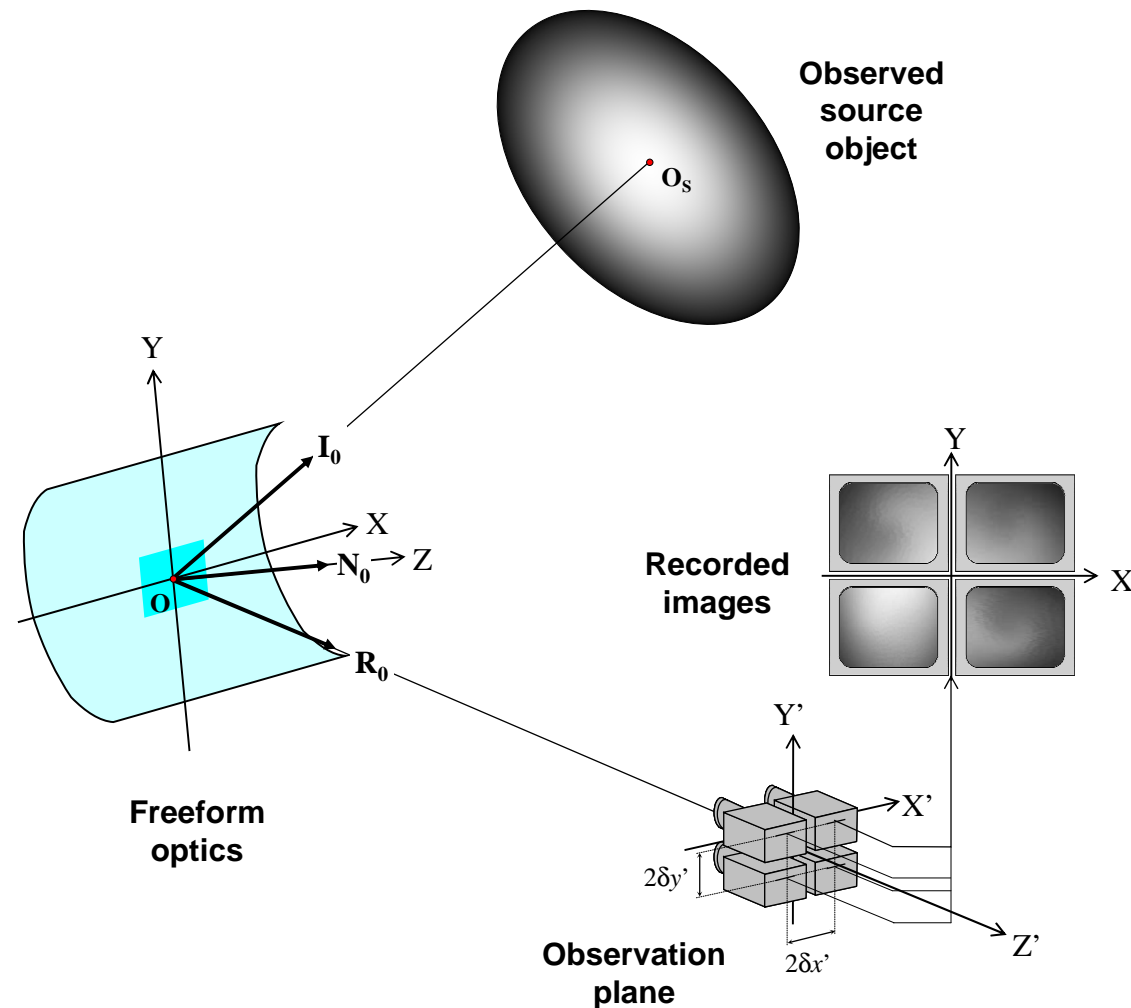 Observed
source
object
O_S
Y
I_0
X
N_0
Z
O
R_0
Freeform
optics
Y
Recorded
images
X
Y’
X’
2δy’
2δx’
Z’
Observation
plane